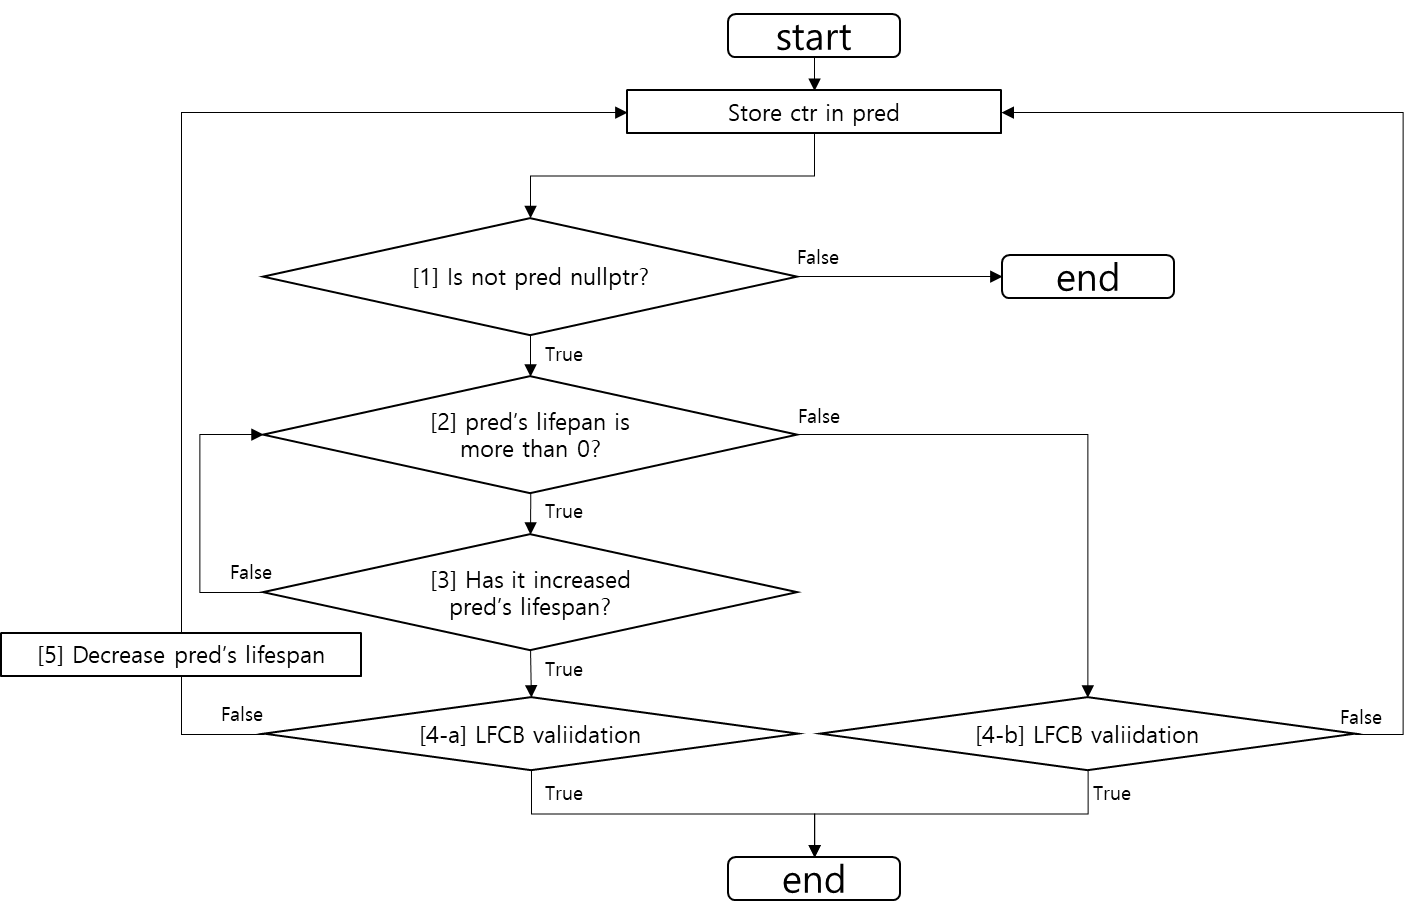 start
Store ctr in pred
[1] Is not pred nullptr?
False
end
True
[2] pred's lifepan is
more than 0?
False
True
[3] Has it increased
pred's lifespan?
False
True
[5] Decrease pred's lifespan
False
[4-a] LFCB valiidation
[4-b] LFCB valiidation
False
True
True
end